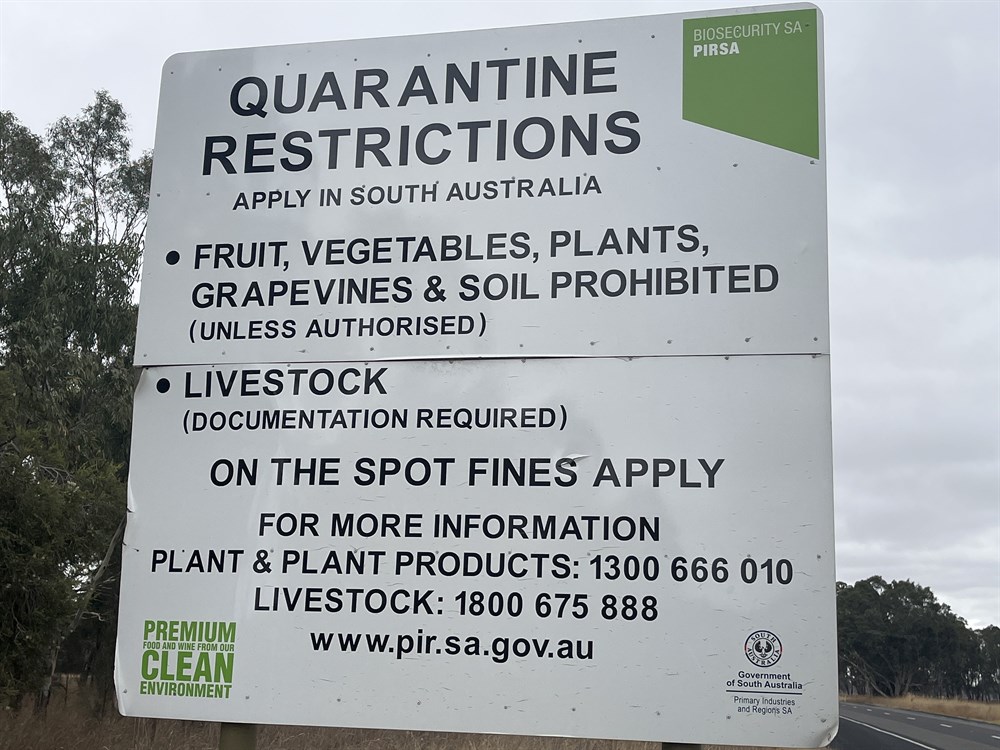 BIOSECURITY SA
PIRSA
QUARANTINE
RESTRICTIONS
APPLY IN SOUTH AUSTRALIA
• FRUIT, VEGETABLES, PLANTS,
GRAPEVINES & SOIL PROHIBITED
(UNLESS AUTHORISED)
• LIVESTOCK
(DOCUMENTATION REQUIRED)
ON THE SPOT FINES APPLY
FOR MORE INFORMATION
PLANT & PLANT PRODUCTS: 1300 666 010
LIVESTOCK: 1800 675 888
www.pir.sa.gov.au
PREMIUM
FOOD AND WINE FROM OUR
CLEAN
ENVIRONMENT
SOUTH AUSTRALIA
Government
of South Australia
Primary Industries
and Regions SA